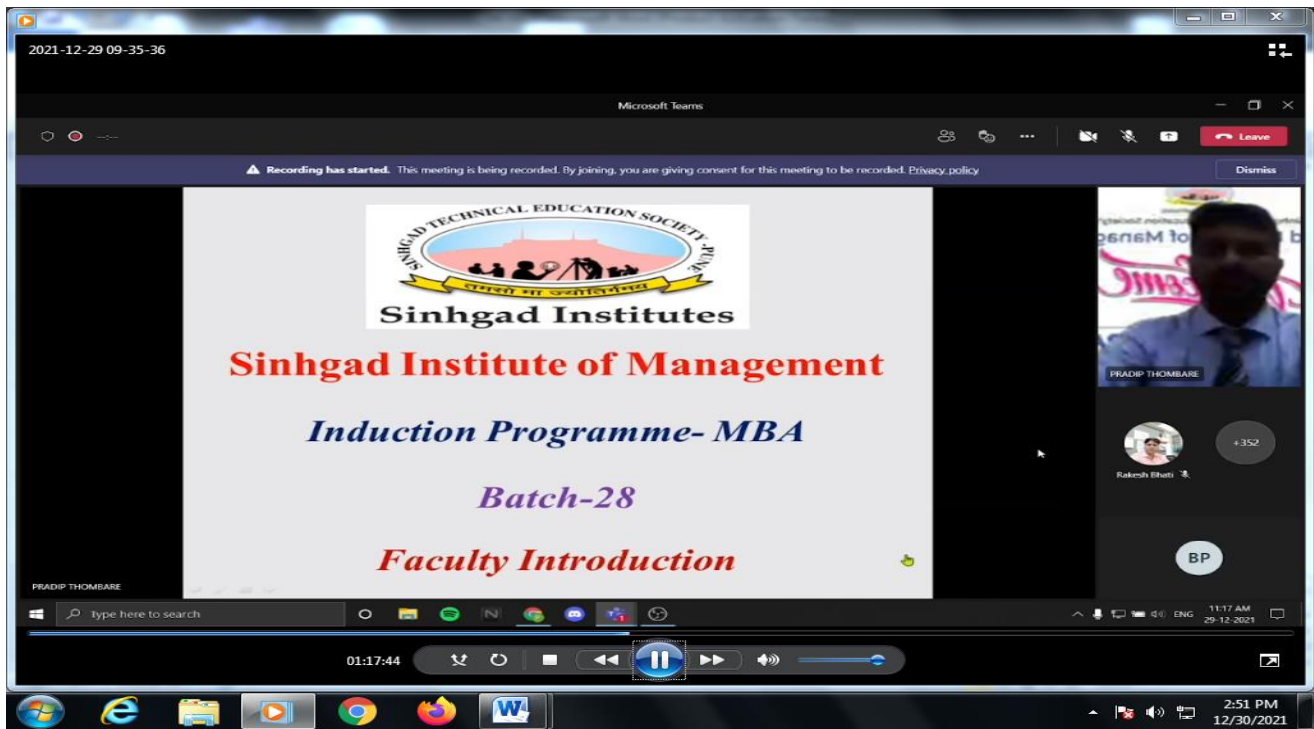 2021-12-29 09-35-36
Microsoft Teams
--:--
Leave
Recording has started. This meeting is being recorded. By joining, you are giving consent for this meeting to be recorded. Privacy policy
Dismiss
SINHGAD TECHNICAL EDUCATION SOCIETY - PUNE
तमसो मा ज्योतिर्गमय
Sinhgad Institutes
Sinhgad Institute of Management
Induction Programme- MBA
Batch-28
Faculty Introduction
PRADIP THOMBARE
of Manag
PRADIP THOMBARE
Rakesh Bhati
+352
BP
Type here to search
ENG
11:17 AM
29-12-2021
01:17:44
2:51 PM
12/30/2021